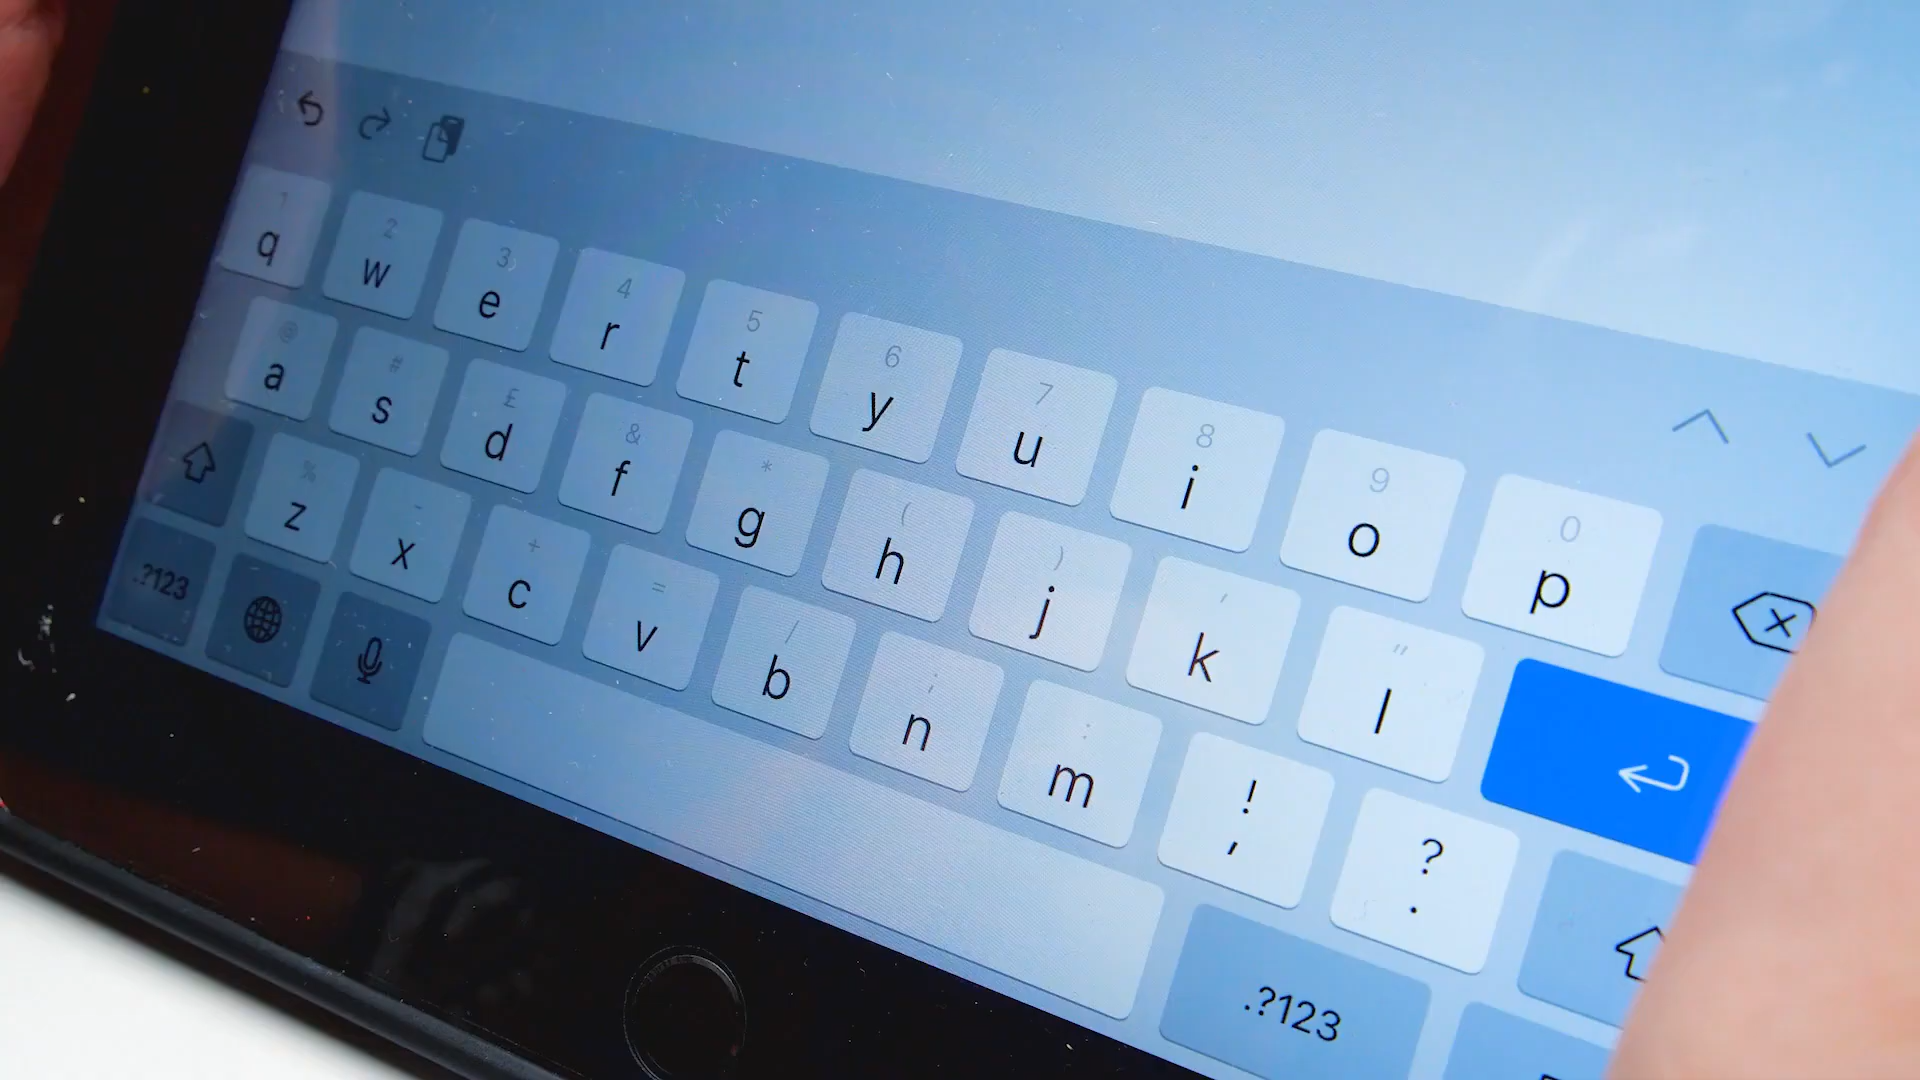 1 2 3 4 5 6 7 8 9 0
q w e r t y u i o p
@ # £ & * ( ) ' "
a s d f g h j k l
% - + = / ; : ! ?
z x c v b n m , .
.?123 .?123